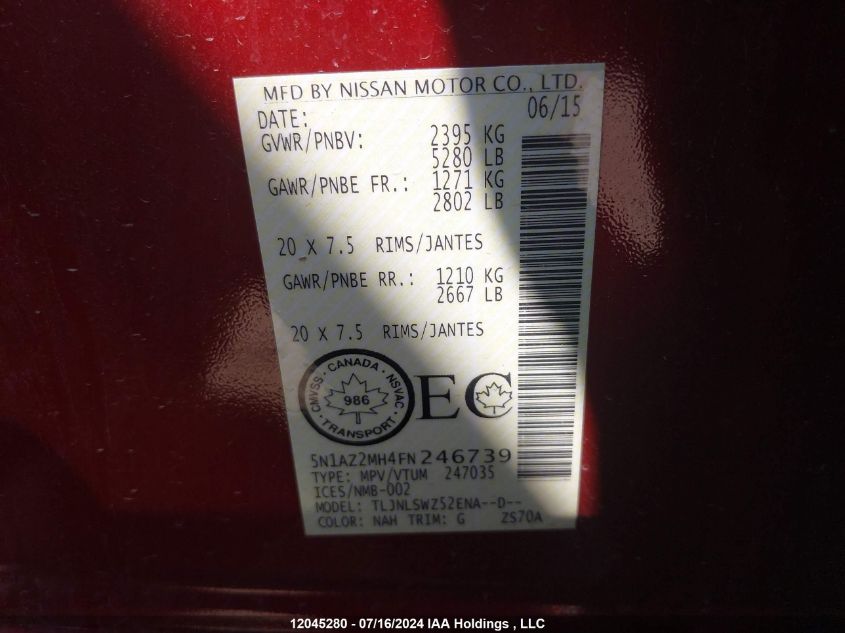 MFD BY NISSAN MOTOR CO., LTD.
DATE: 06/15
GVWR/PNBV: 2395 KG
5280 LB
GAWR/PNBE FR.: 1271 KG
2802 LB
20 X 7.5 RIMS/JANTES
GAWR/PNBE RR.: 1210 KG
2667 LB
20 X 7.5 RIMS/JANTES
CMVSS · CANADA · NSVAC · TRANSPORT ·
986
EC
5N1AZ2MH4FN246739
TYPE: MPV/VTUM 247035
ICES/NMB-002
MODEL: TLJNLSWZ52ENA--D--
COLOR: NAH TRIM: G ZS70A
12045280 - 07/16/2024 IAA Holdings , LLC